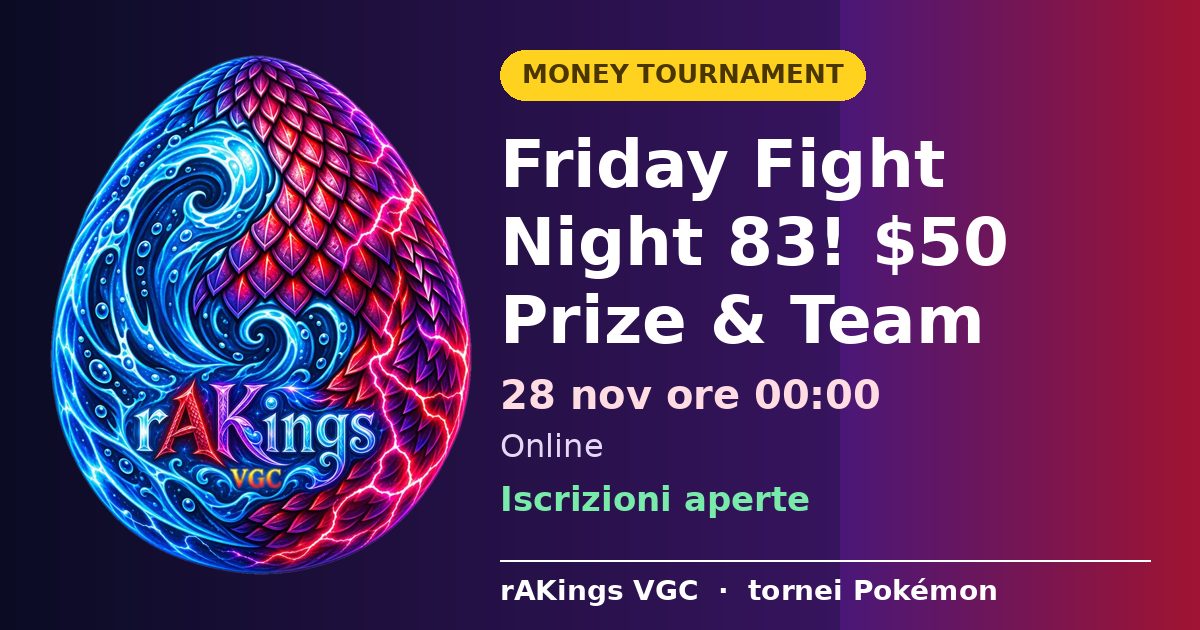 MONEY TOURNAMENT
Friday Fight
Night 83! $50
Prize & Team
28 nov ore 00:00
Online
Iscrizioni aperte
rAKings
VGC
rAKings VGC · tornei Pokémon